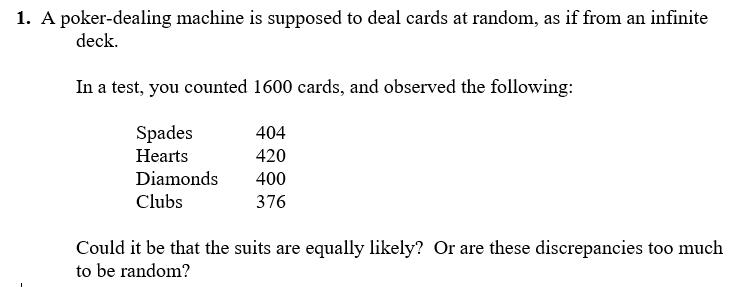 1. A poker-dealing machine is supposed to deal cards at random, as if from an infinite
deck.
In a test, you counted 1600 cards, and observed the following:
Spades 404
Hearts 420
Diamonds 400
Clubs 376
Could it be that the suits are equally likely? Or are these discrepancies too much
to be random?